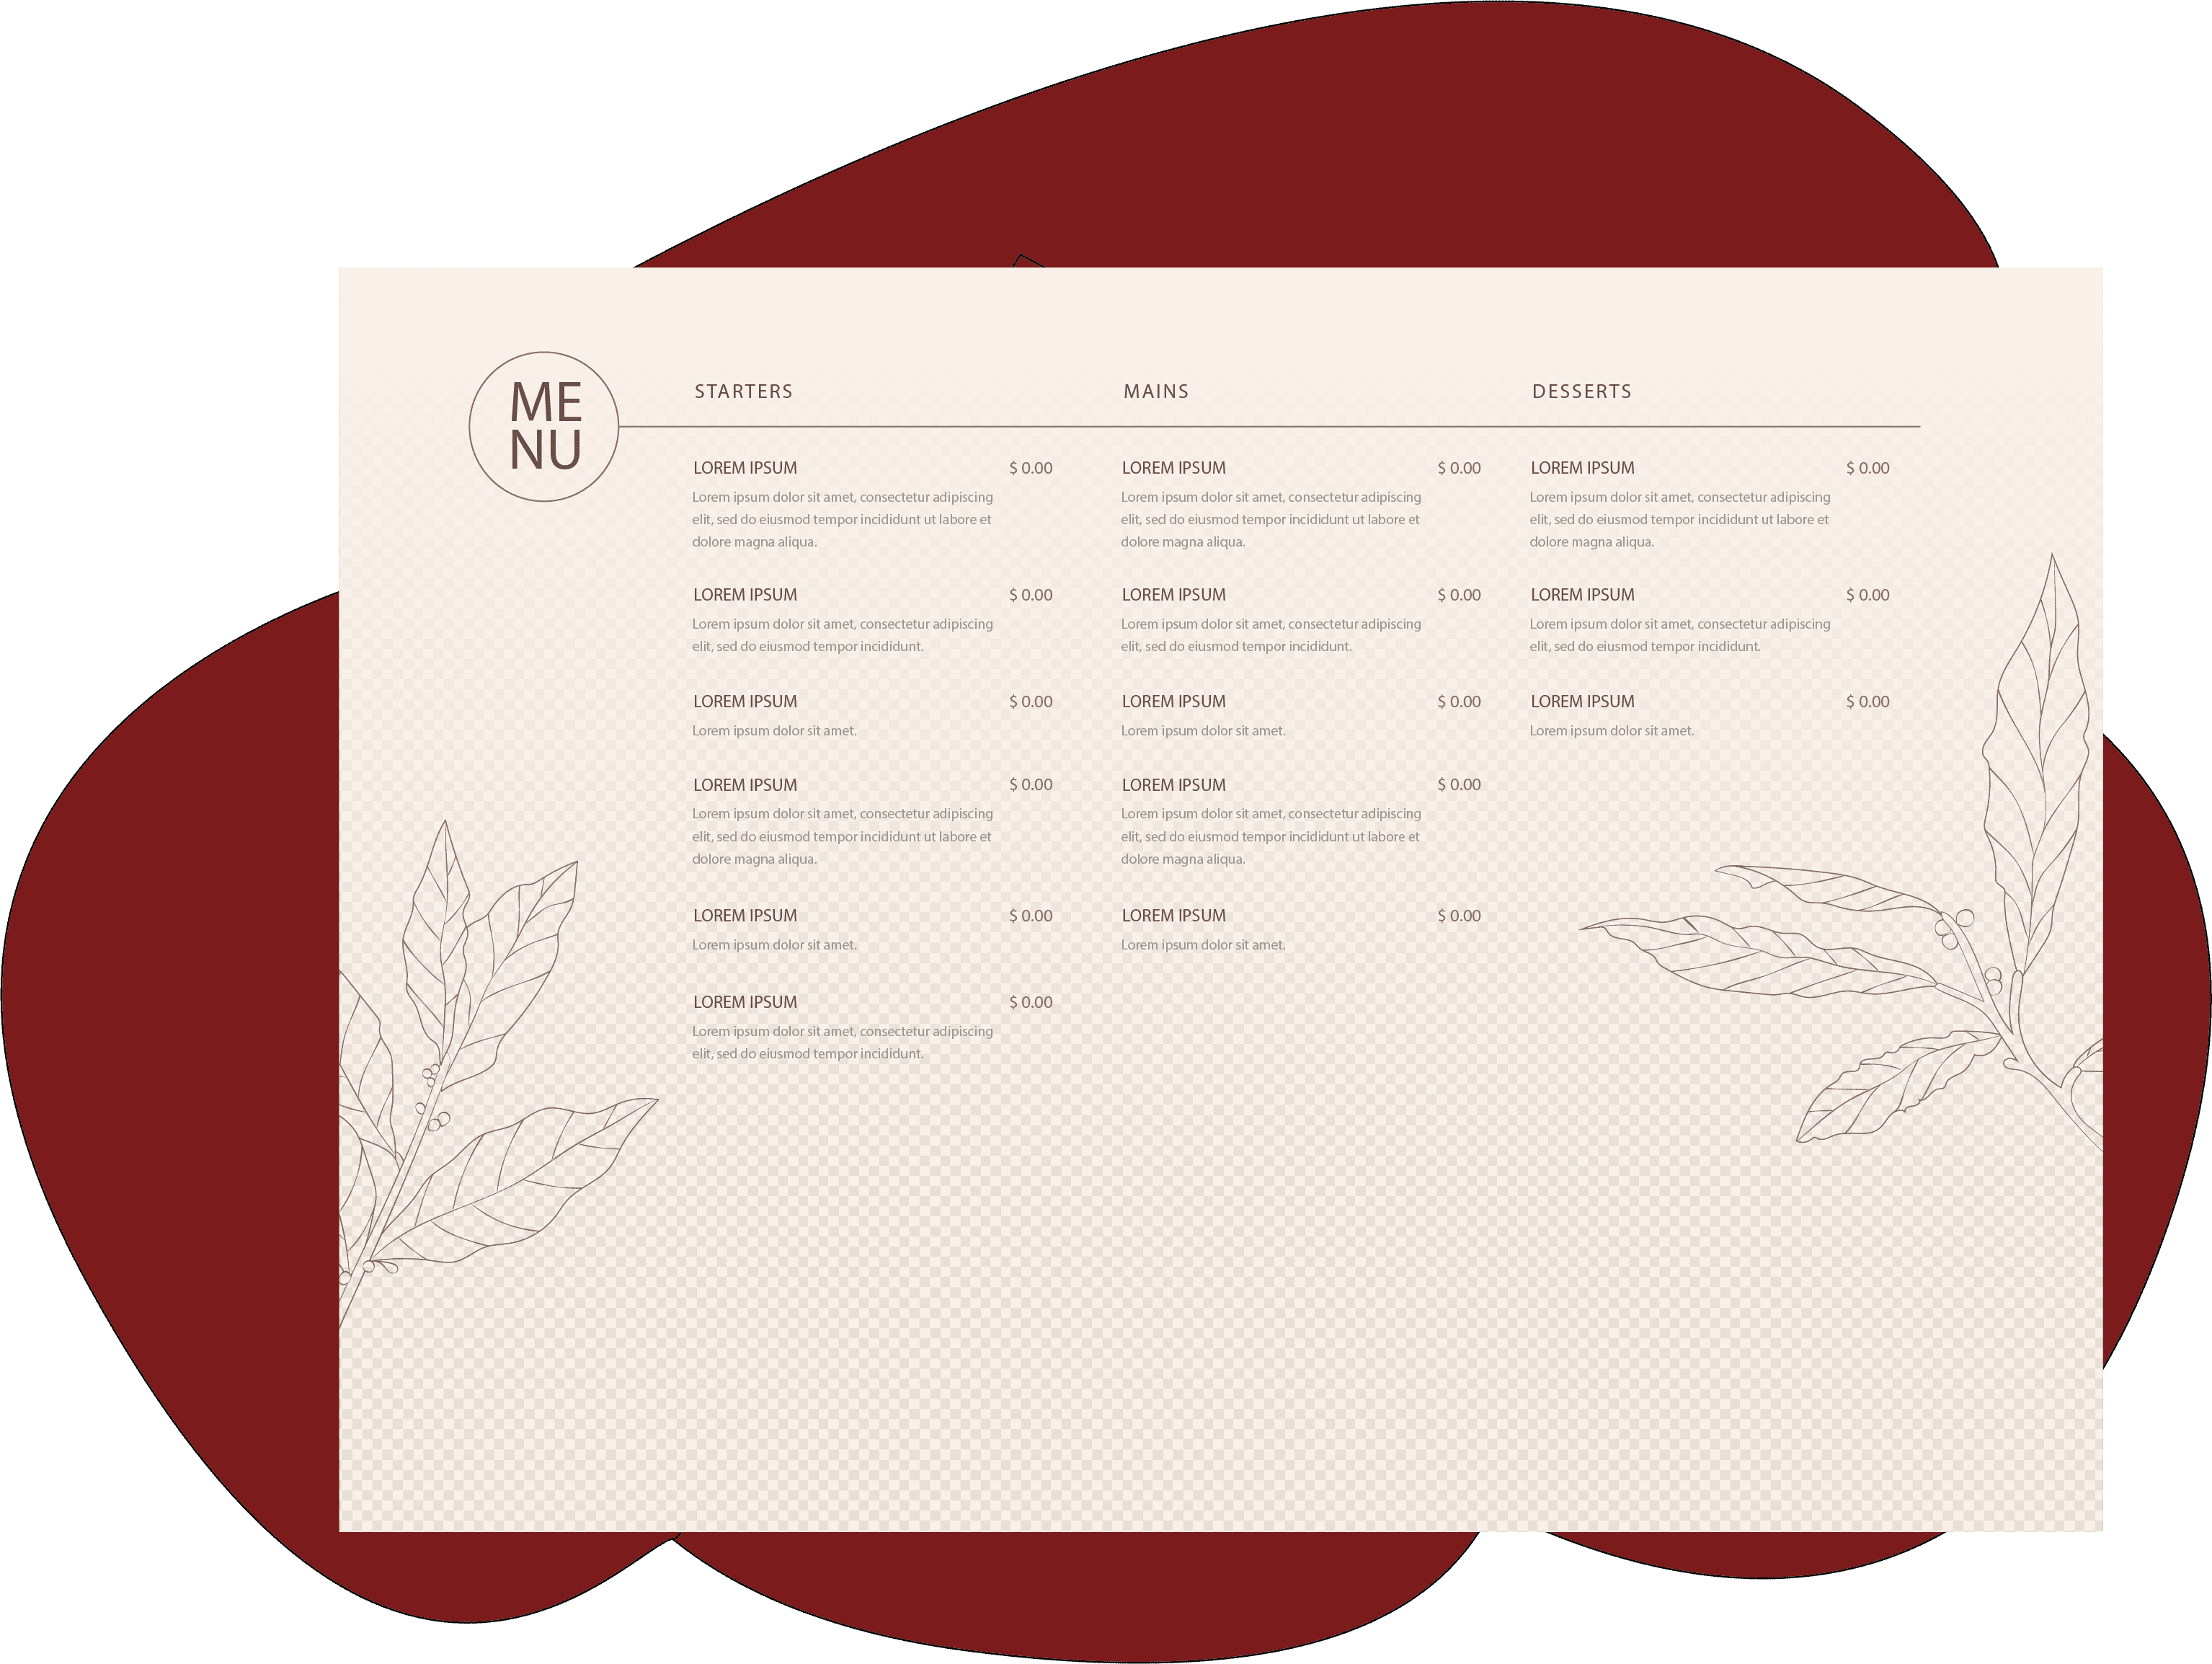 ME
NU
STARTERS
LOREM IPSUM $ 0.00
Lorem ipsum dolor sit amet, consectetur adipiscing
elit, sed do eiusmod tempor incididunt ut labore et
dolore magna aliqua.
LOREM IPSUM $ 0.00
Lorem ipsum dolor sit amet, consectetur adipiscing
elit, sed do eiusmod tempor incididunt.
LOREM IPSUM $ 0.00
Lorem ipsum dolor sit amet.
LOREM IPSUM $ 0.00
Lorem ipsum dolor sit amet, consectetur adipiscing
elit, sed do eiusmod tempor incididunt ut labore et
dolore magna aliqua.
LOREM IPSUM $ 0.00
Lorem ipsum dolor sit amet.
LOREM IPSUM $ 0.00
Lorem ipsum dolor sit amet, consectetur adipiscing
elit, sed do eiusmod tempor incididunt.
MAINS
LOREM IPSUM $ 0.00
Lorem ipsum dolor sit amet, consectetur adipiscing
elit, sed do eiusmod tempor incididunt ut labore et
dolore magna aliqua.
LOREM IPSUM $ 0.00
Lorem ipsum dolor sit amet, consectetur adipiscing
elit, sed do eiusmod tempor incididunt.
LOREM IPSUM $ 0.00
Lorem ipsum dolor sit amet.
LOREM IPSUM $ 0.00
Lorem ipsum dolor sit amet, consectetur adipiscing
elit, sed do eiusmod tempor incididunt ut labore et
dolore magna aliqua.
LOREM IPSUM $ 0.00
Lorem ipsum dolor sit amet.
DESSERTS
LOREM IPSUM $ 0.00
Lorem ipsum dolor sit amet, consectetur adipiscing
elit, sed do eiusmod tempor incididunt ut labore et
dolore magna aliqua.
LOREM IPSUM $ 0.00
Lorem ipsum dolor sit amet, consectetur adipiscing
elit, sed do eiusmod tempor incididunt.
LOREM IPSUM $ 0.00
Lorem ipsum dolor sit amet.